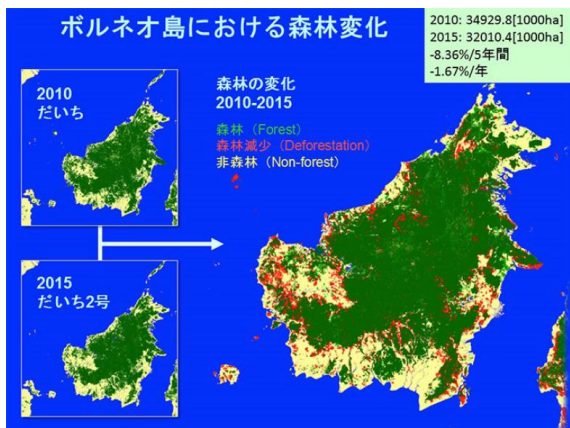 ボルネオ島における森林変化
2010: 34929.8[1000ha]
2015: 32010.4[1000ha]
-8.36%/5年間
-1.67%/年
2010
だいち
森林の変化
2010-2015
森林（Forest）
森林減少（Deforestation）
非森林（Non-forest）
2015
だいち2号